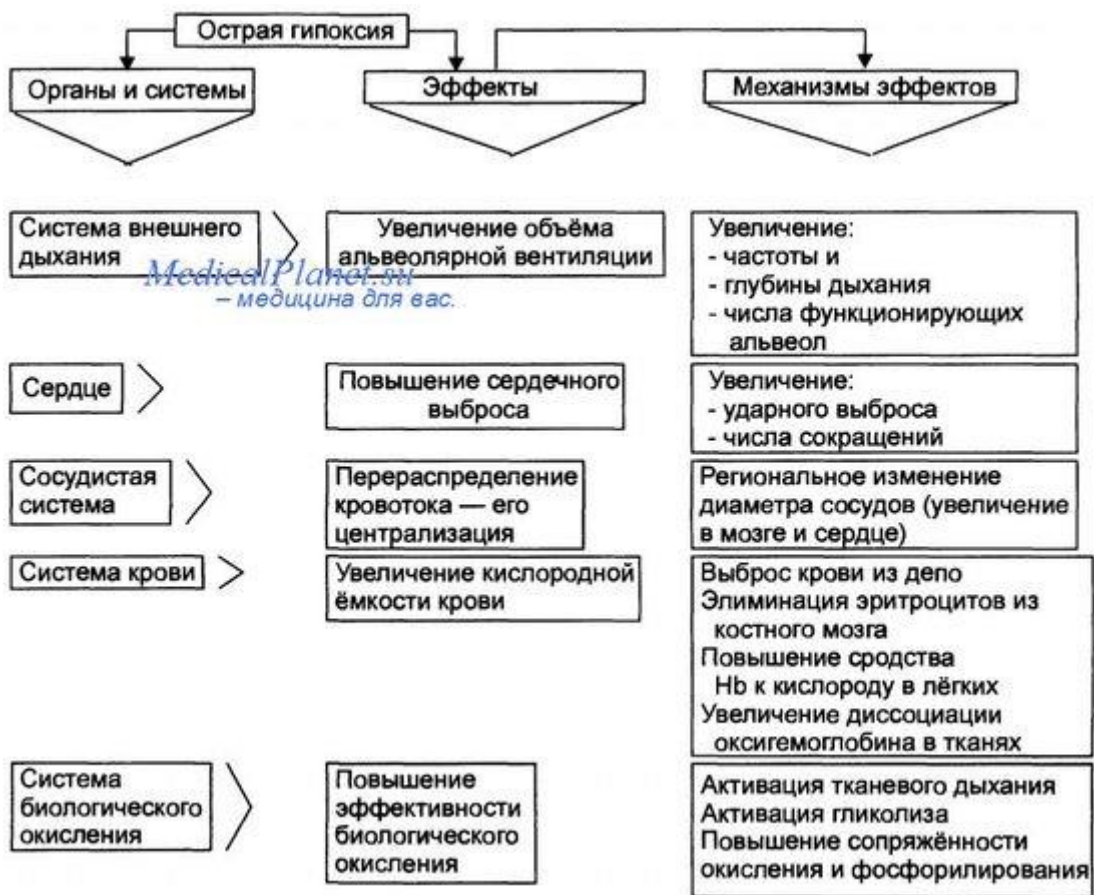 Острая гипоксия
Органы и системы
Эффекты
Механизмы эффектов
Система внешнего
дыхания
Увеличение объёма
альвеолярной вентиляции
Увеличение:
- частоты и
- глубины дыхания
- числа функционирующих
альвеол
MedicalPlanet.su
– медицина для вас.
Сердце
Повышение сердечного
выброса
Увеличение:
- ударного выброса
- числа сокращений
Сосудистая
система
Перераспределение
кровотока — его
централизация
Региональное изменение
диаметра сосудов (увеличение
в мозге и сердце)
Система крови
Увеличение кислородной
ёмкости крови
Выброс крови из депо
Элиминация эритроцитов из
костного мозга
Повышение сродства
Hb к кислороду в лёгких
Увеличение диссоциации
оксигемоглобина в тканях
Система
биологического
окисления
Повышение
эффективности
биологического
окисления
Активация тканевого дыхания
Активация гликолиза
Повышение сопряжённости
окисления и фосфорилирования